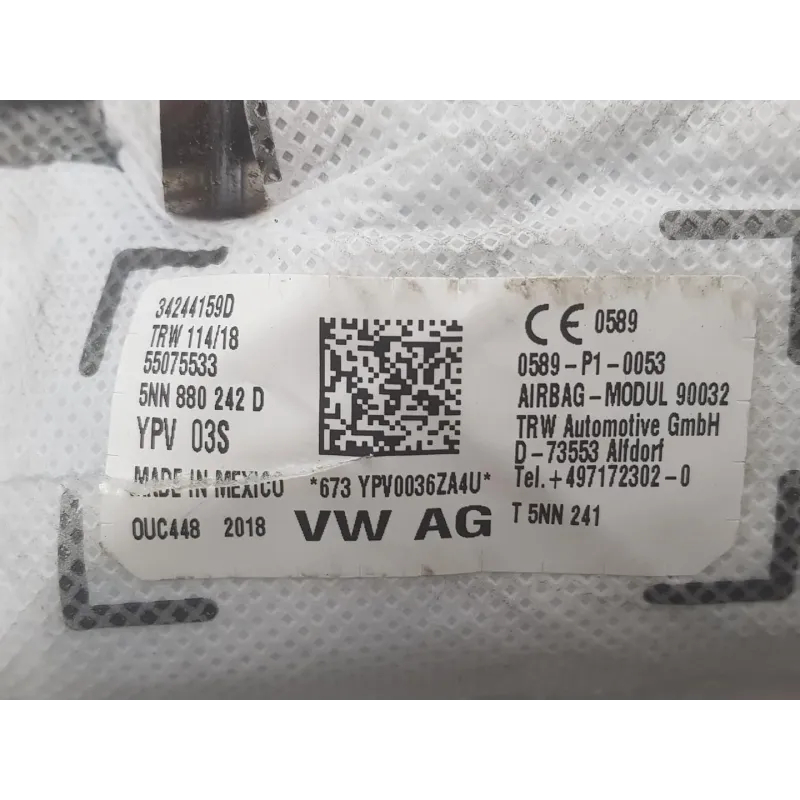 34244159D
TRW 114/18
55075533
5NN 880 242 D
YPV 03S
MADE IN MEXICO
OUC448 2018
*673 YPV0036ZA4U*
VW AG
CE 0589
0589-P1-0053
AIRBAG-MODUL 90032
TRW Automotive GmbH
D-73553 Alfdorf
Tel.+497172302-0
T 5NN 241